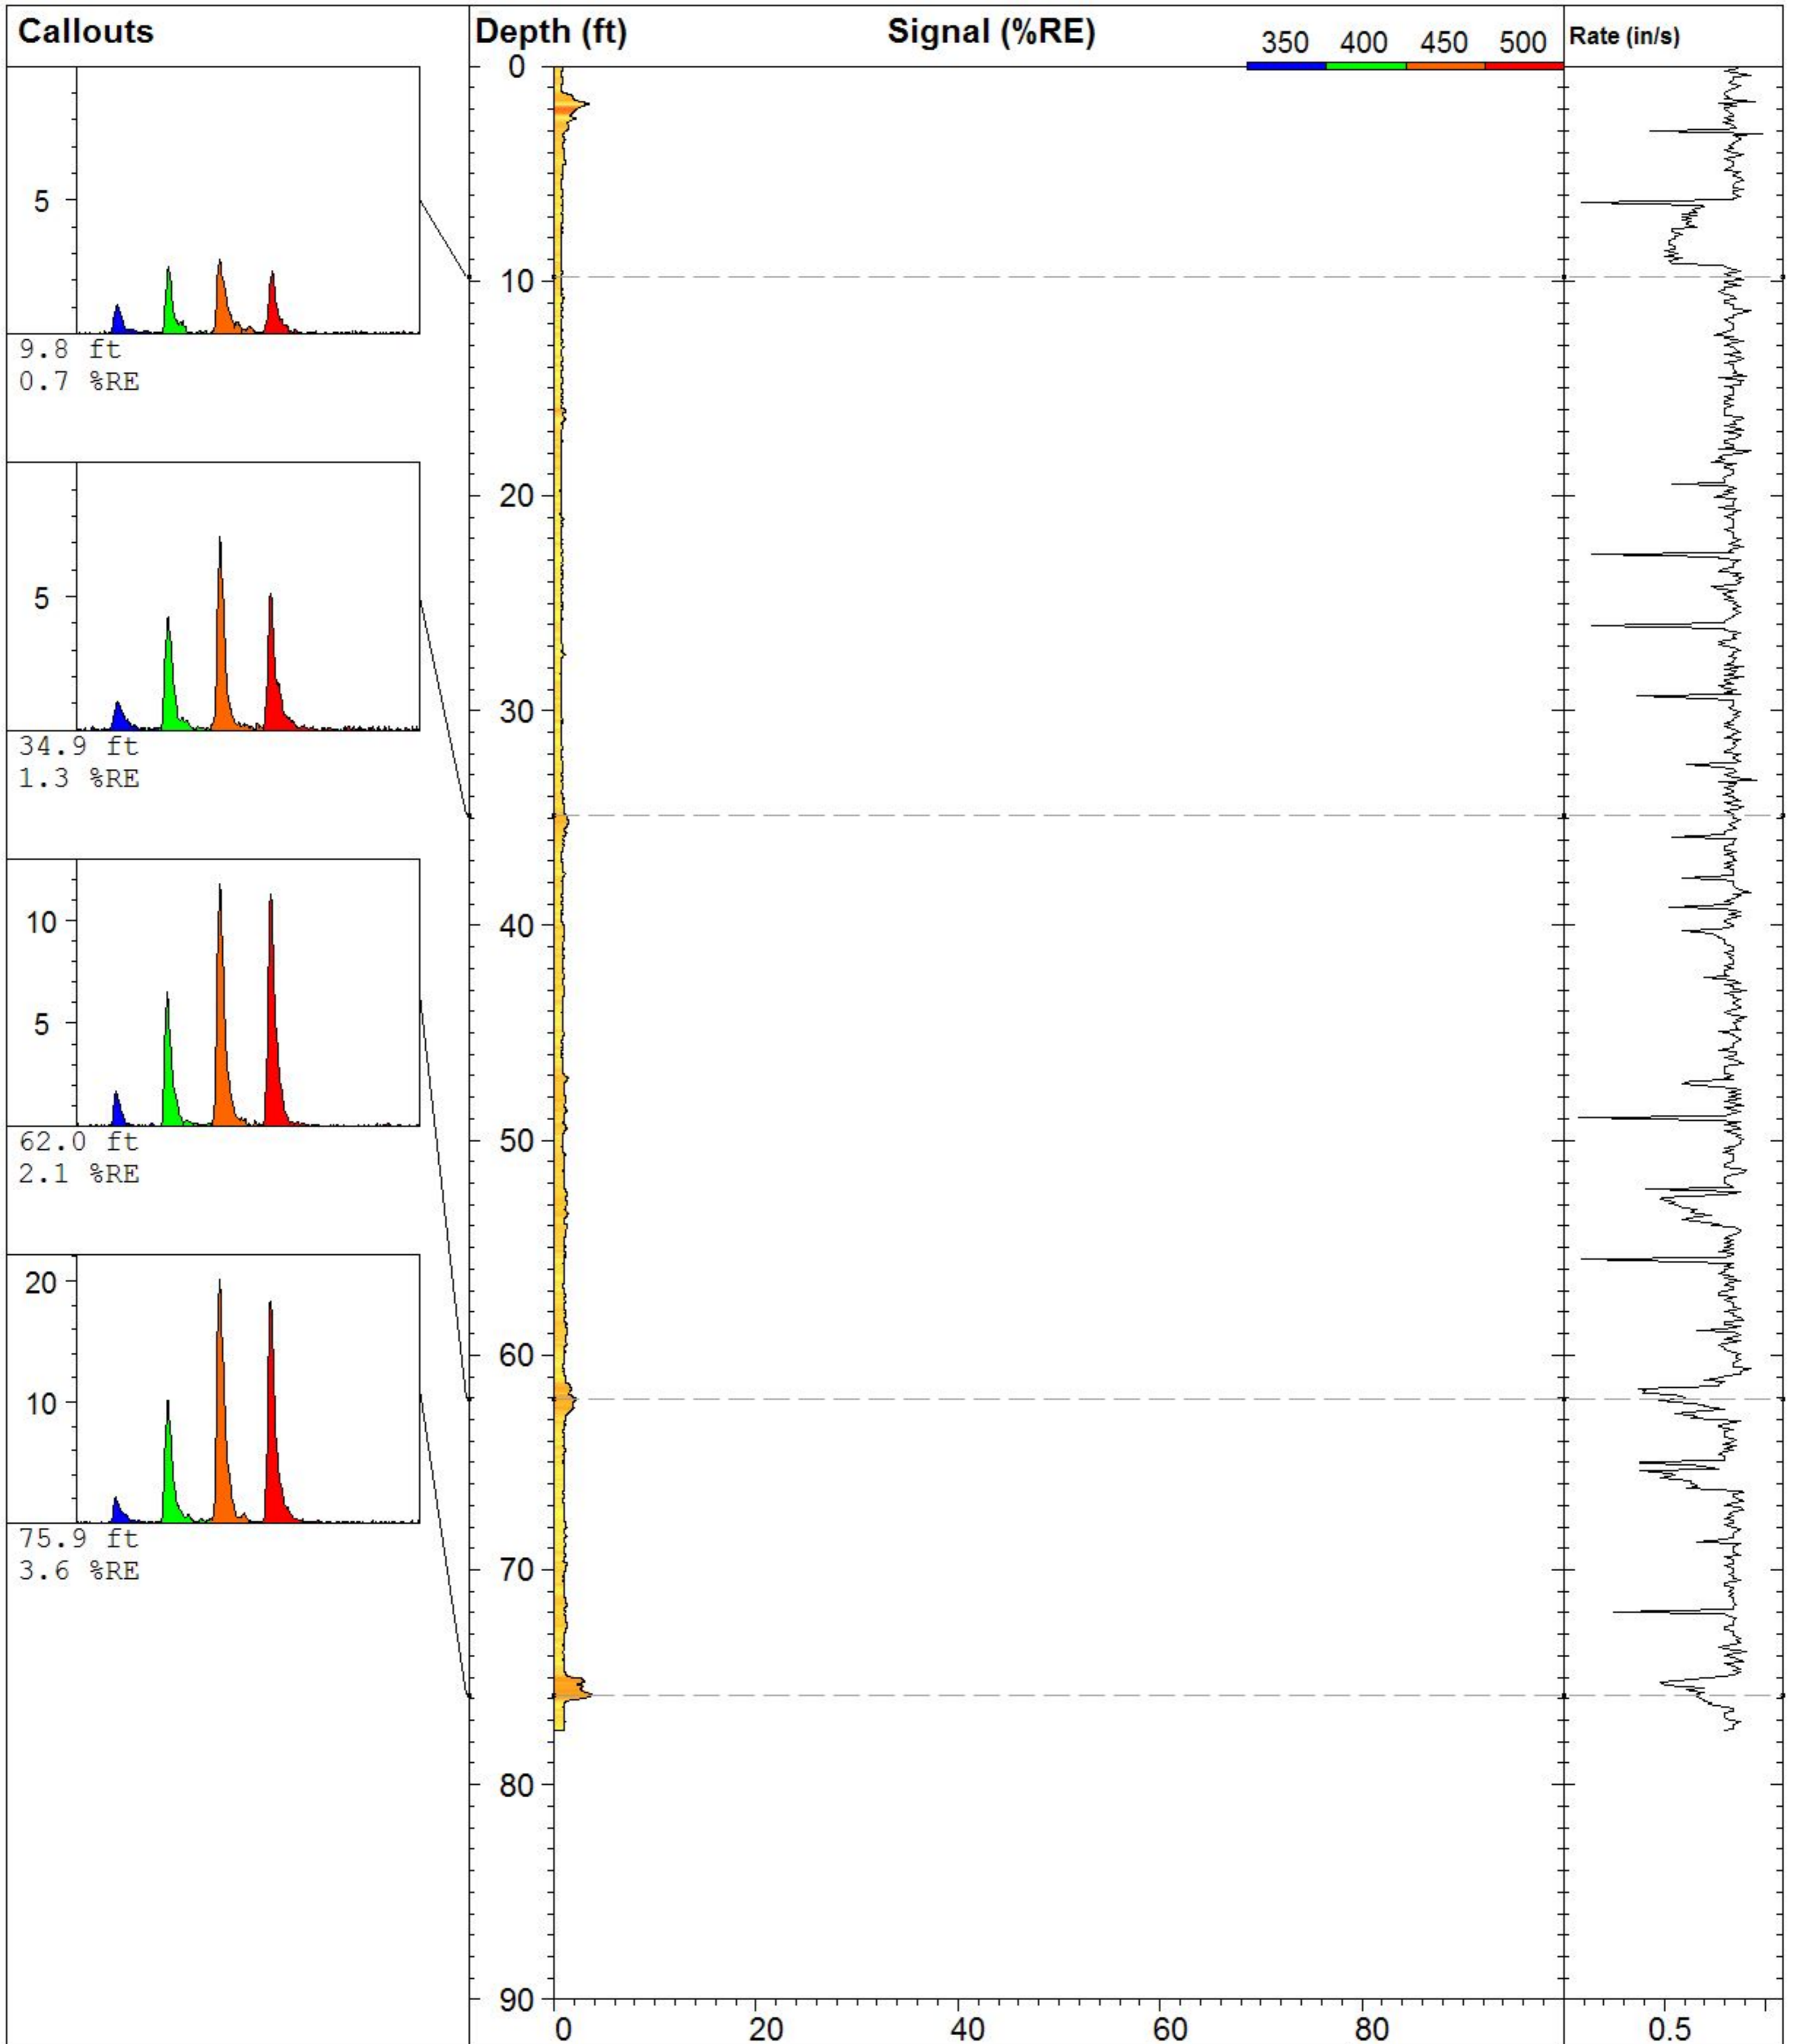 Callouts
Depth (ft)
Signal (%RE)
350 400 450 500
Rate (in/s)
5
9.8 ft
0.7 %RE
5
34.9 ft
1.3 %RE
10
5
62.0 ft
2.1 %RE
20
10
75.9 ft
3.6 %RE
0
10
20
30
40
50
60
70
80
90
0 20 40 60 80
0.5